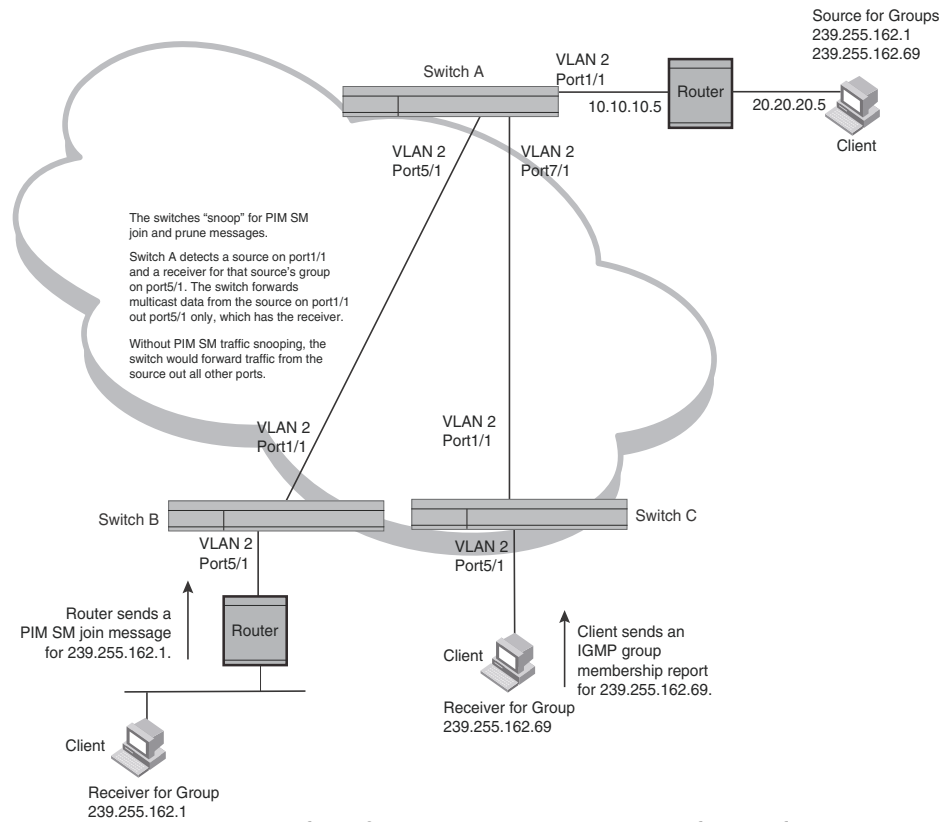 Source for Groups
239.255.162.1
239.255.162.69
Switch A
VLAN 2
Port1/1
Router
10.10.10.5
20.20.20.5
Client
VLAN 2
Port5/1
VLAN 2
Port7/1
The switches “snoop” for PIM SM
join and prune messages.
Switch A detects a source on port1/1
and a receiver for that source’s group
on port5/1. The switch forwards
multicast data from the source on port1/1
out port5/1 only, which has the receiver.
Without PIM SM traffic snooping, the
switch would forward traffic from the
source out all other ports.
VLAN 2
Port1/1
VLAN 2
Port1/1
Switch B
Switch C
VLAN 2
Port5/1
VLAN 2
Port5/1
Router sends a
PIM SM join message
for 239.255.162.1.
Router
Client
Client sends an
IGMP group
membership report
for 239.255.162.69.
Receiver for Group
239.255.162.69
Client
Receiver for Group
239.255.162.1